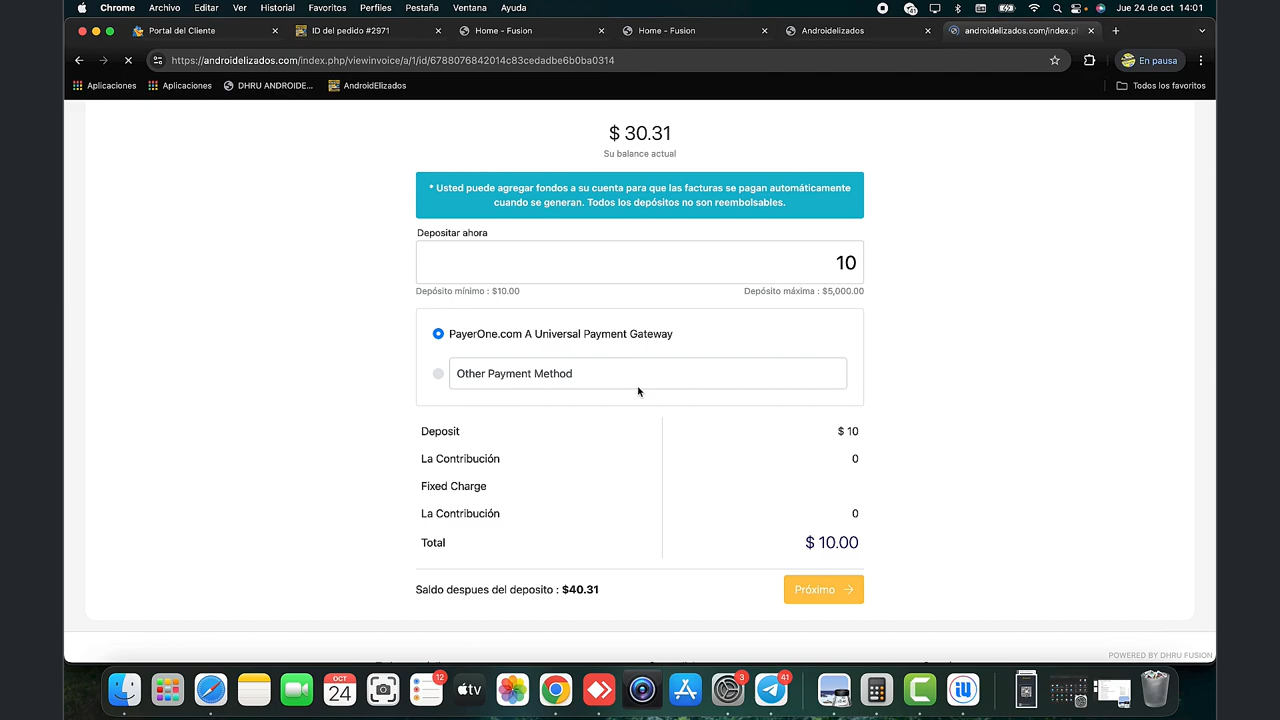 Chrome Archivo Editar Ver Historial Favoritos Perfiles Pestaña Ventana Ayuda 41 Jue 24 de oct 14:01
Portal del Cliente × ID del pedido #2971 × Home - Fusion × Home - Fusion × Androidelizados × androidelizados.com/index.p × +
https://androidelizados.com/index.php/viewinvoice/a/1/id/6788076842014c83cedadbe6b0ba0314 En pausa
Aplicaciones Aplicaciones DHRU ANDROIDE... AndroidElizados Todos los favoritos
$ 30.31
Su balance actual
* Usted puede agregar fondos a su cuenta para que las facturas se pagan automáticamente
cuando se generan. Todos los depósitos no son reembolsables.
Depositar ahora
10
Depósito mínimo : $10.00 Depósito máxima : $5,000.00
PayerOne.com A Universal Payment Gateway
Other Payment Method
Deposit $ 10
La Contribución 0
Fixed Charge
La Contribución 0
Total $ 10.00
Saldo despues del deposito : $40.31 Próximo →
POWERED BY DHRU FUSION
OCT
24 12 tv 3 41